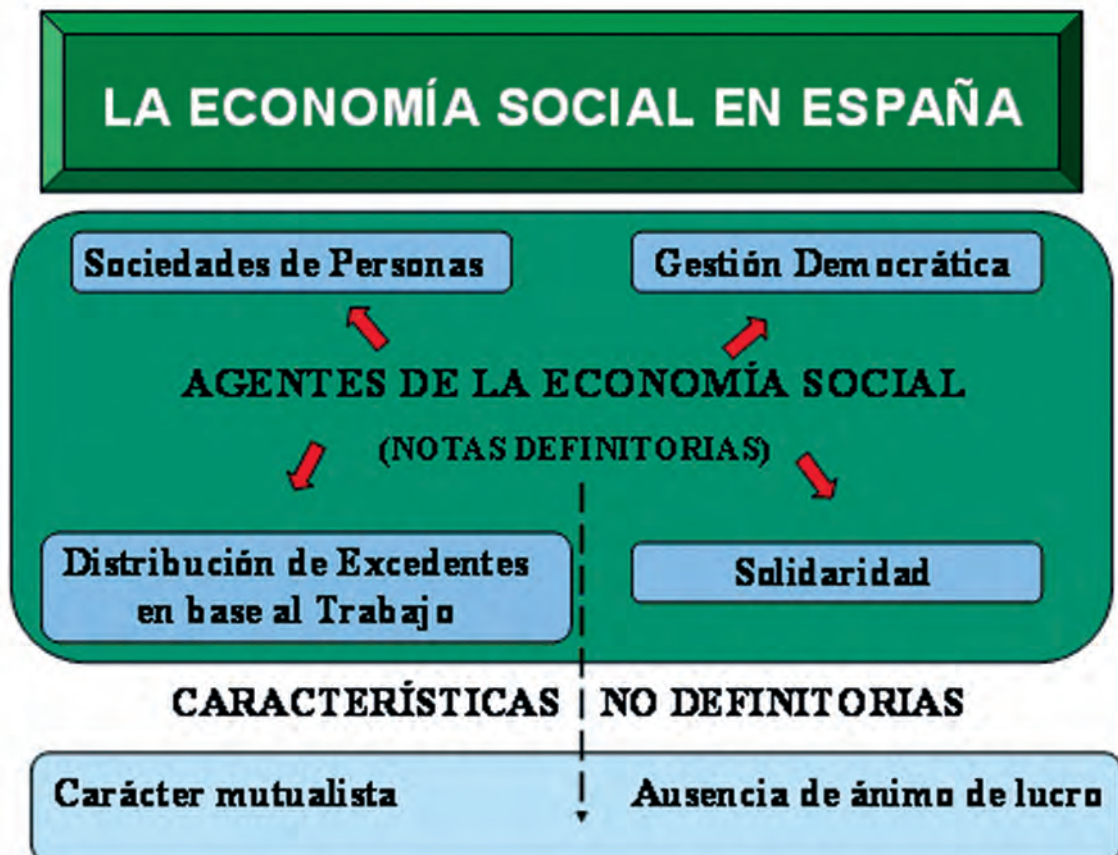 LA ECONOMÍA SOCIAL EN ESPAÑA
Sociedades de Personas
Gestión Democrática
AGENTES DE LA ECONOMÍA SOCIAL
(NOTAS DEFINITORIAS)
Distribución de Excedentes
en base al Trabajo
Solidaridad
CARACTERÍSTICAS NO DEFINITORIAS
Carácter mutualista
Ausencia de ánimo de lucro